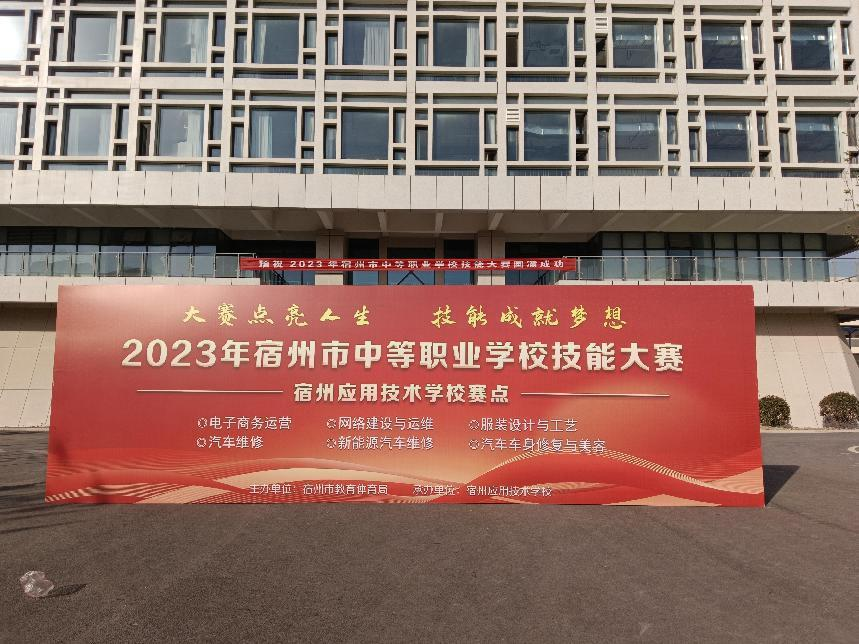 预祝2023年宿州市中等职业学校技能大赛圆满成功
大赛点亮人生 技能成就梦想
2023年宿州市中等职业学校技能大赛
宿州应用技术学校赛点
◎电子商务运营 ◎网络建设与运维 ◎服装设计与工艺
◎汽车维修 ◎新能源汽车维修 ◎汽车车身修复与美容
主办单位：宿州市教育体育局 承办单位：宿州应用技术学校